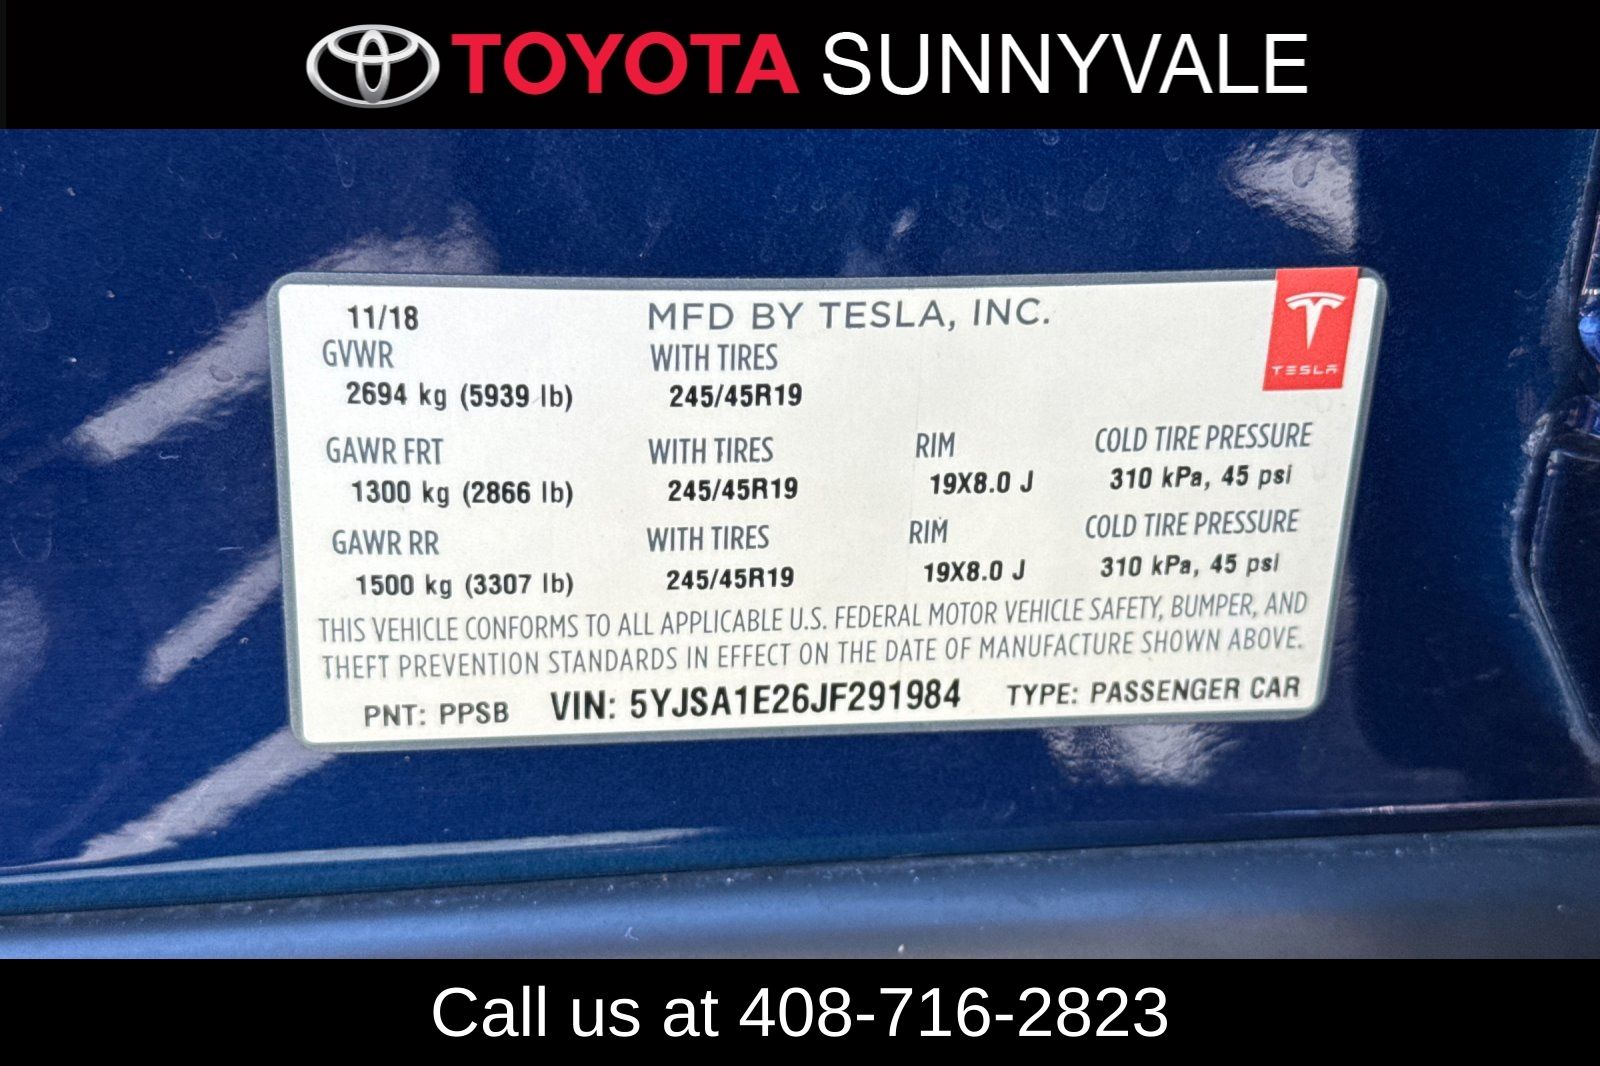 TOYOTA SUNNYVALE
11/18 MFD BY TESLA, INC.
GVWR WITH TIRES
TESLA
2694 kg (5939 lb) 245/45R19
GAWR FRT WITH TIRES RIM COLD TIRE PRESSURE
1300 kg (2866 lb) 245/45R19 19X8.0 J 310 kPa, 45 psi
GAWR RR WITH TIRES RIM COLD TIRE PRESSURE
1500 kg (3307 lb) 245/45R19 19X8.0 J 310 kPa, 45 psi
THIS VEHICLE CONFORMS TO ALL APPLICABLE U.S. FEDERAL MOTOR VEHICLE SAFETY, BUMPER, AND
THEFT PREVENTION STANDARDS IN EFFECT ON THE DATE OF MANUFACTURE SHOWN ABOVE.
PNT: PPSB VIN: 5YJSA1E26JF291984 TYPE: PASSENGER CAR
Call us at 408-716-2823